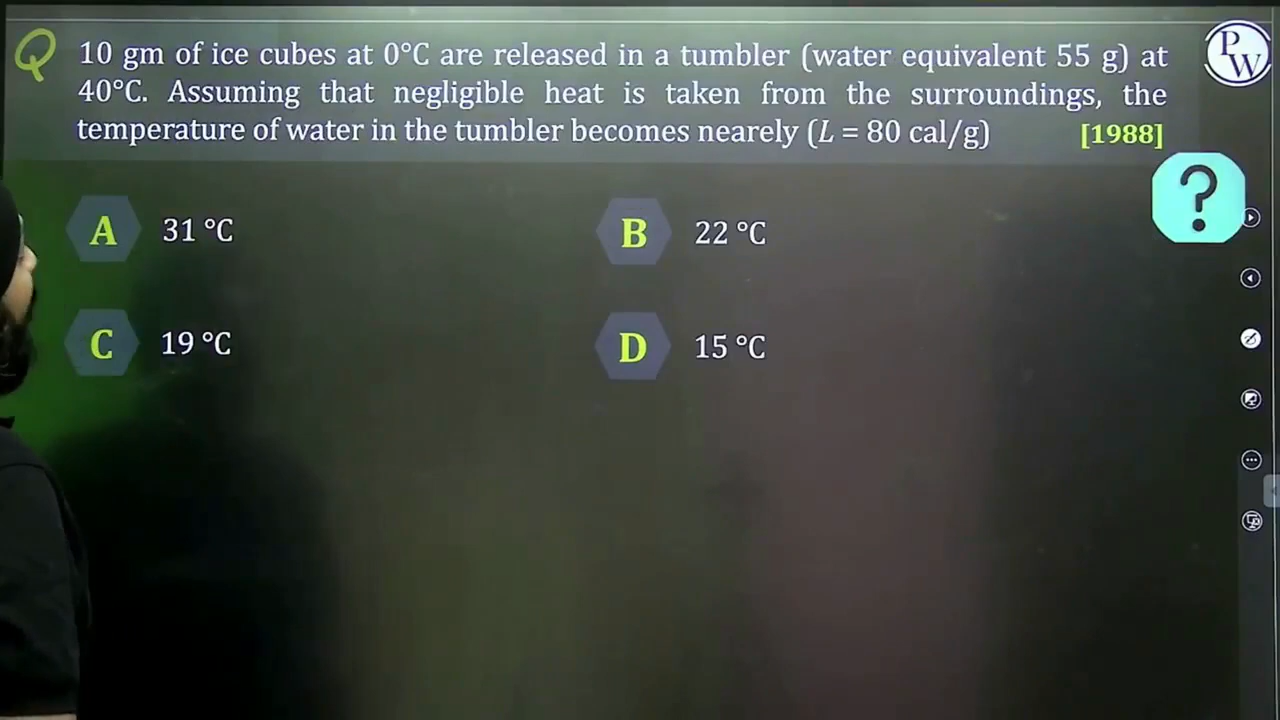 Q 10 gm of ice cubes at 0°C are released in a tumbler (water equivalent 55 g) at
40°C. Assuming that negligible heat is taken from the surroundings, the
temperature of water in the tumbler becomes nearely (L = 80 cal/g) [1988]
PW
?
A 31 °C
B 22 °C
C 19 °C
D 15 °C